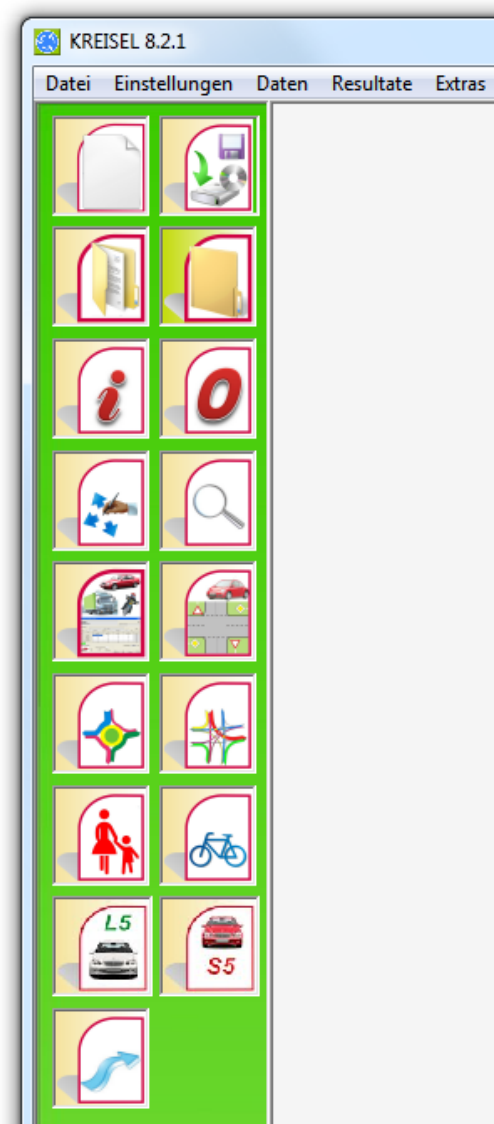 KREISEL 8.2.1
Datei Einstellungen Daten Resultate Extras
i O
L5
S5